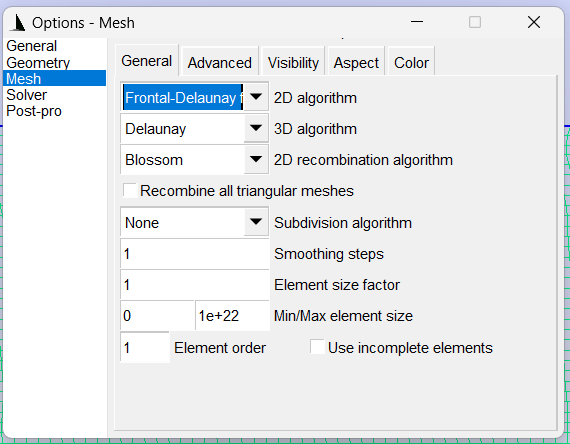 Options - Mesh
General
Geometry
Mesh
Solver
Post-pro
General Advanced Visibility Aspect Color
Frontal-Delaunay 2D algorithm
Delaunay 3D algorithm
Blossom 2D recombination algorithm
Recombine all triangular meshes
None Subdivision algorithm
1 Smoothing steps
1 Element size factor
0 1e+22 Min/Max element size
1 Element order Use incomplete elements